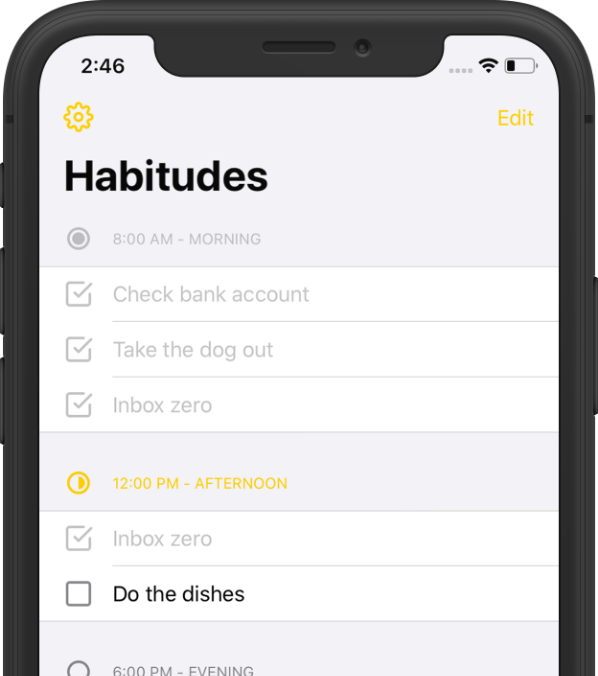 2:46
Edit
Habitudes
8:00 AM - MORNING
Check bank account
Take the dog out
Inbox zero
12:00 PM - AFTERNOON
Inbox zero
Do the dishes
6:00 PM - EVENING